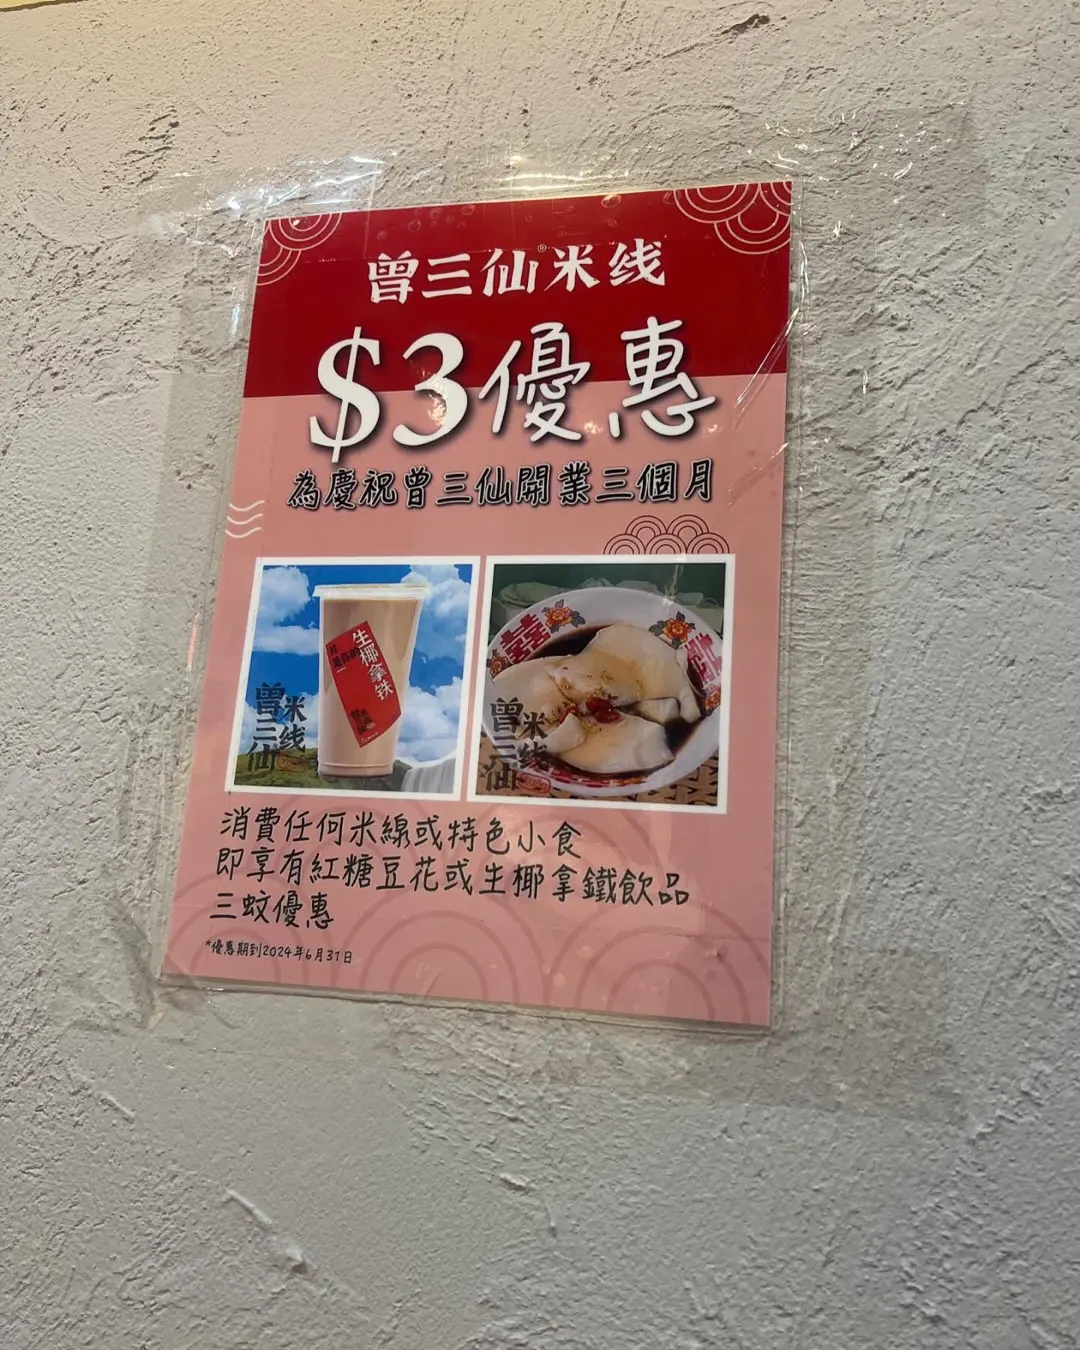 曾三仙®米线
$3優惠
為慶祝曾三仙開業三個月
生椰拿铁
曾三仙
米线
曾三仙
米线
消費任何米線或特色小食
即享有紅糖豆花或生椰拿鐵飲品
三蚊優惠
*優惠期到2024年6月31日